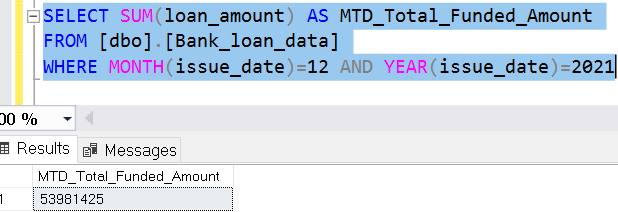 SELECT SUM(loan_amount) AS MTD_Total_Funded_Amount
FROM [dbo].[Bank_loan_data]
WHERE MONTH(issue_date)=12 AND YEAR(issue_date)=2021
00 %
Results Messages
MTD_Total_Funded_Amount
1 53981425